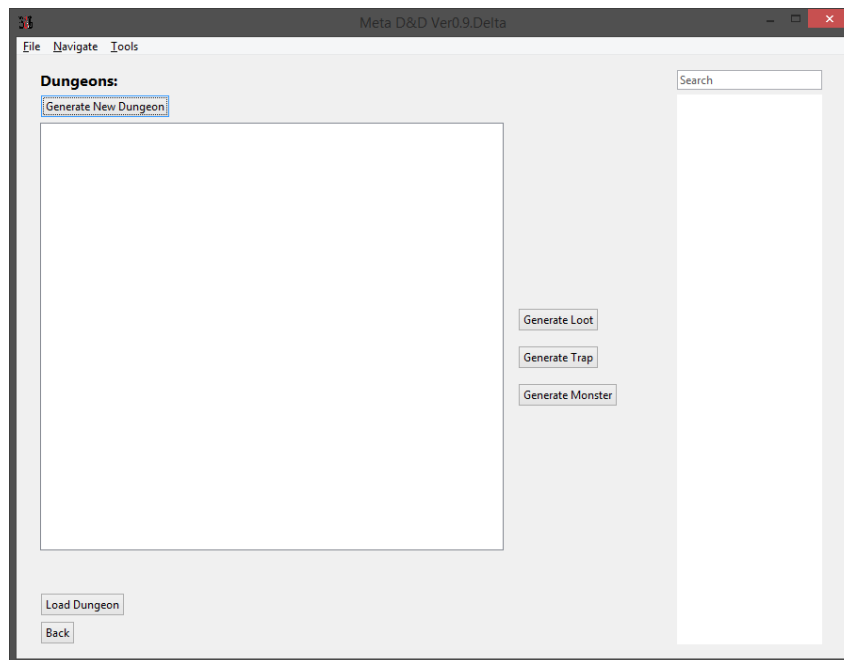 Meta D&D Ver0.9.Delta
File Navigate Tools
Dungeons:
Search
Generate New Dungeon
Generate Loot
Generate Trap
Generate Monster
Load Dungeon
Back